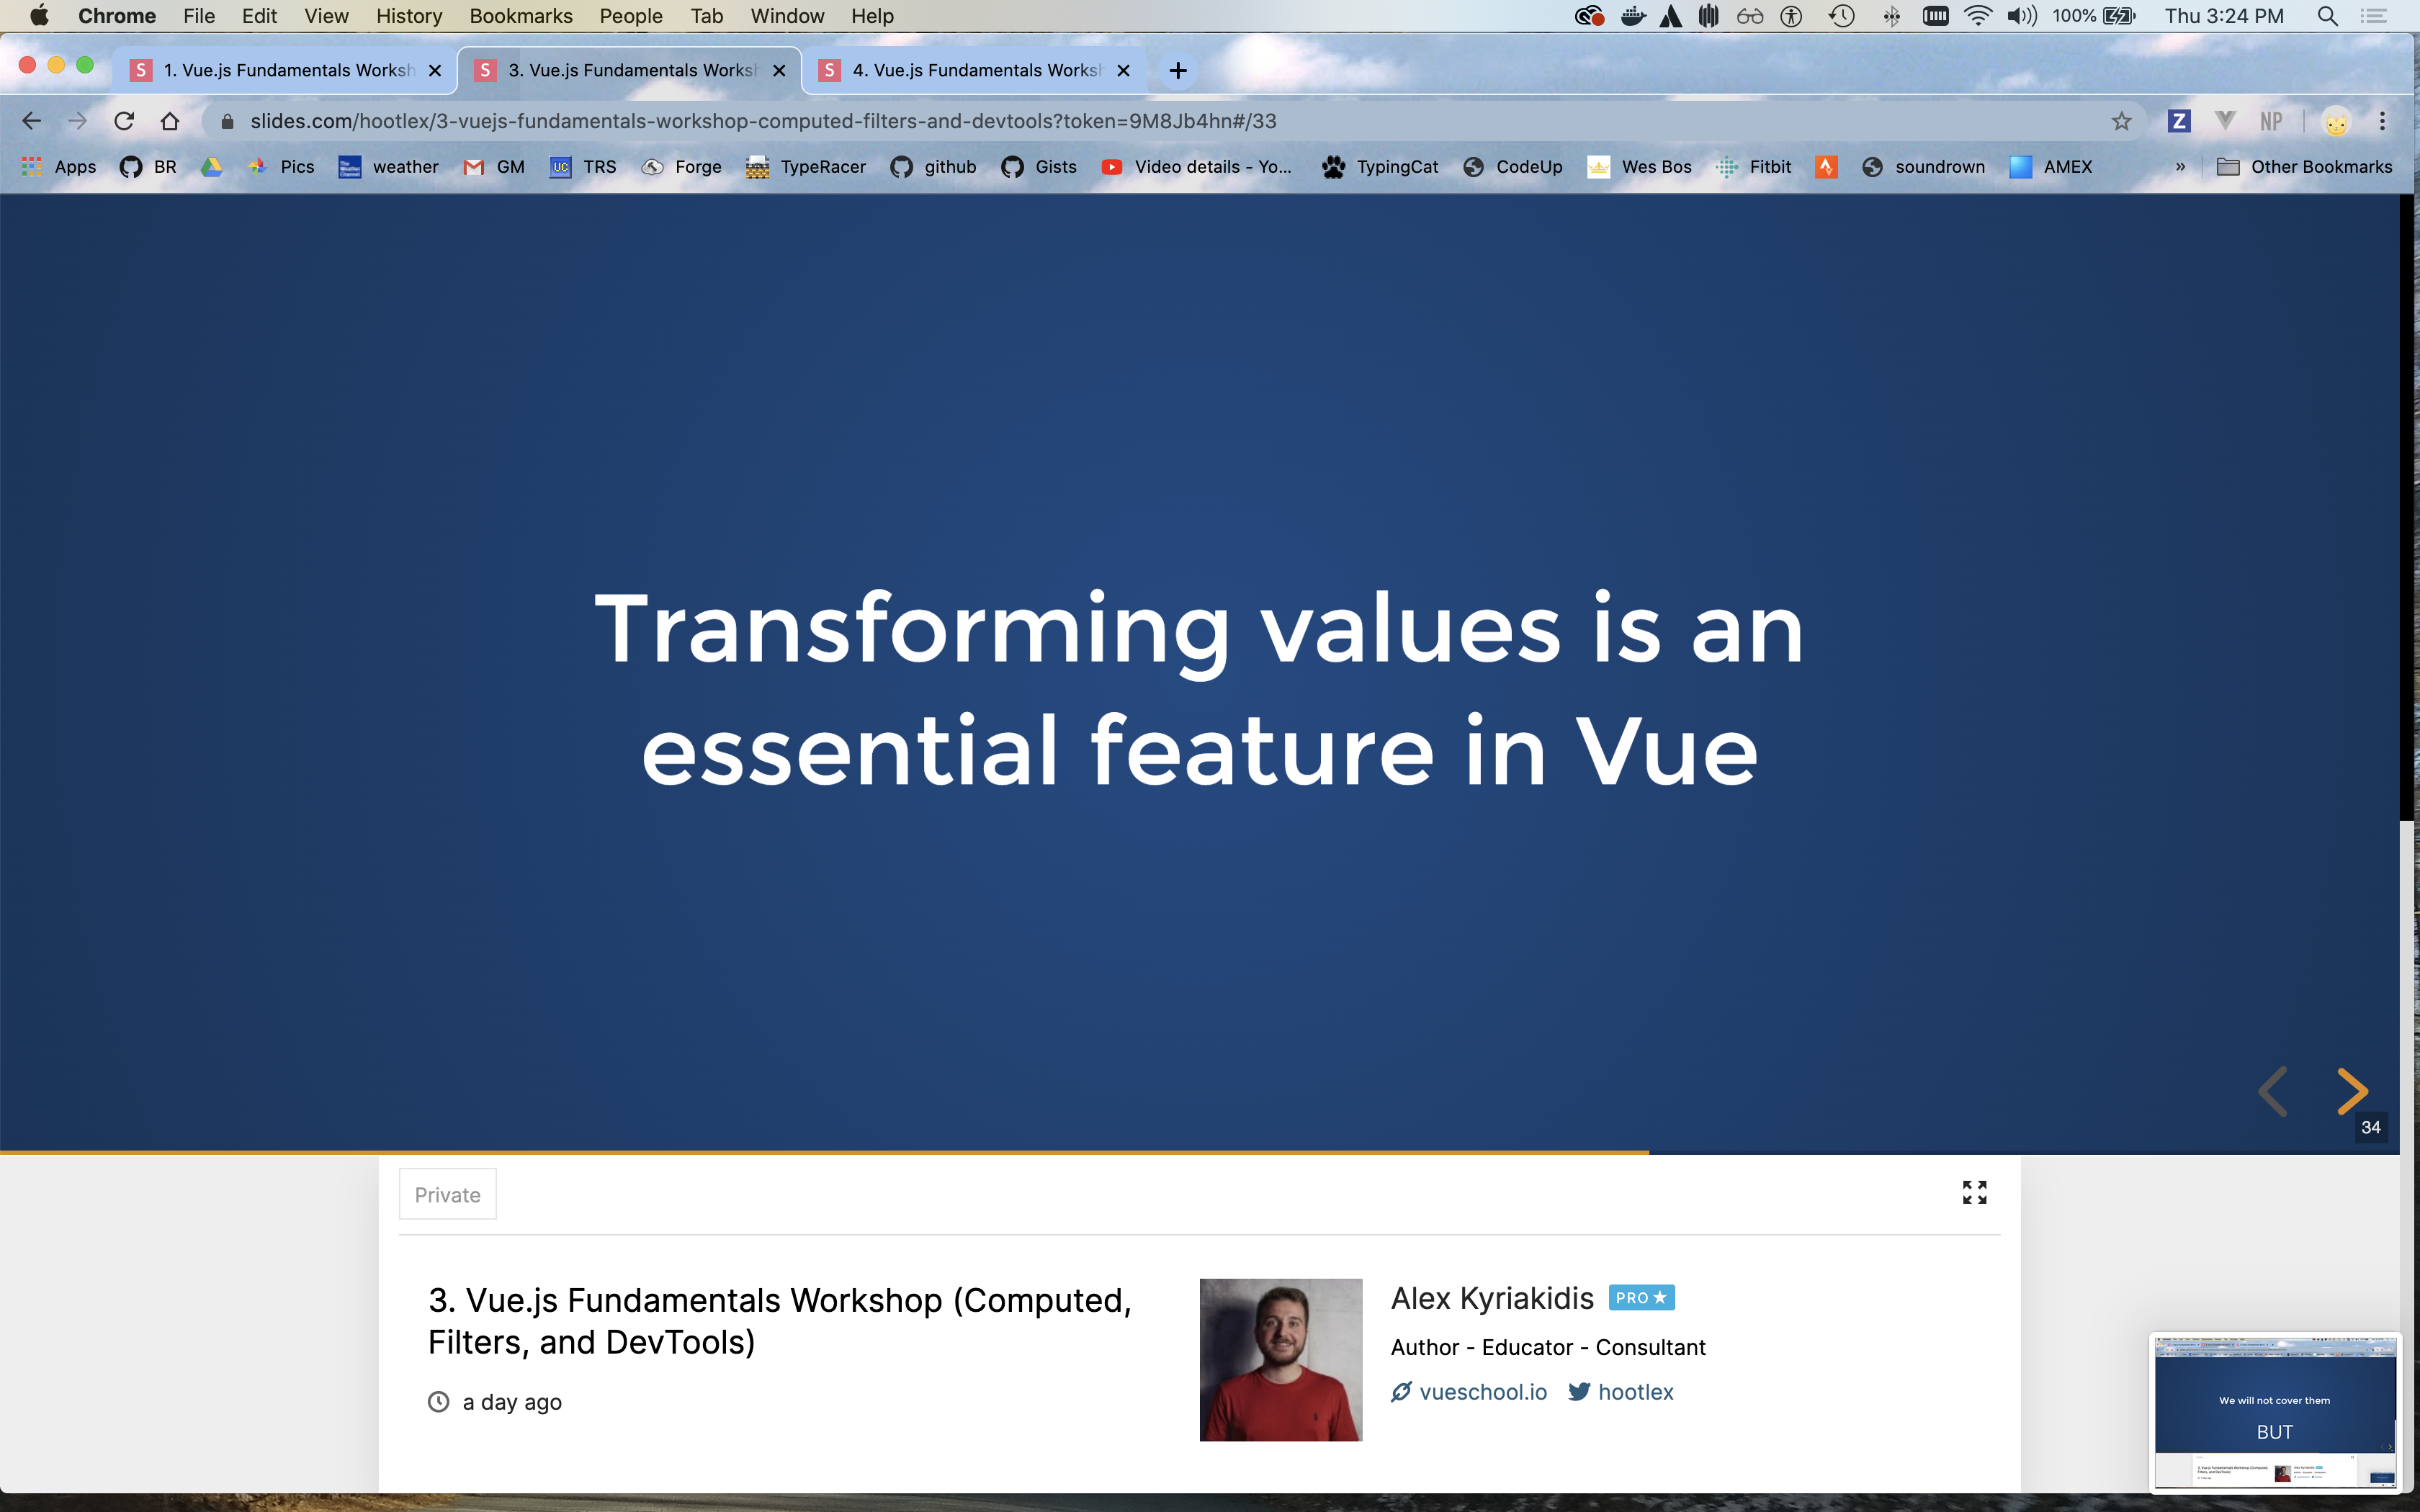 Chrome File Edit View History Bookmarks People Tab Window Help 100% Thu 3:24 PM
S 1. Vue.js Fundamentals Worksh S 3. Vue.js Fundamentals Works S 4. Vue.js Fundamentals Works
slides.com/hootlex/3-vuejs-fundamentals-workshop-computed-filters-and-devtools?token=9M8Jb4hn#/33 Z NP
Apps BR Pics weather GM UC TRS Forge TypeRacer github Gists Video details - Yo... TypingCat CodeUp Wes Bos Fitbit soundrown AMEX » Other Bookmarks
Transforming values is an
essential feature in Vue
34
Private
3. Vue.js Fundamentals Workshop (Computed,
Filters, and DevTools)
a day ago
Alex Kyriakidis PRO
Author - Educator - Consultant
vueschool.io hootlex
We will not cover them
BUT